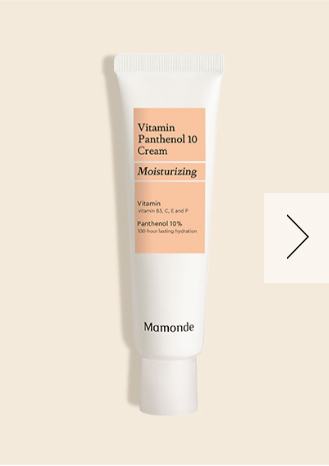 Vitamin
Panthenol 10
Cream
Moisturizing
Vitamin
vitamin B3, C, E and P
Panthenol 10%
100-hour lasting hydration
Mamonde